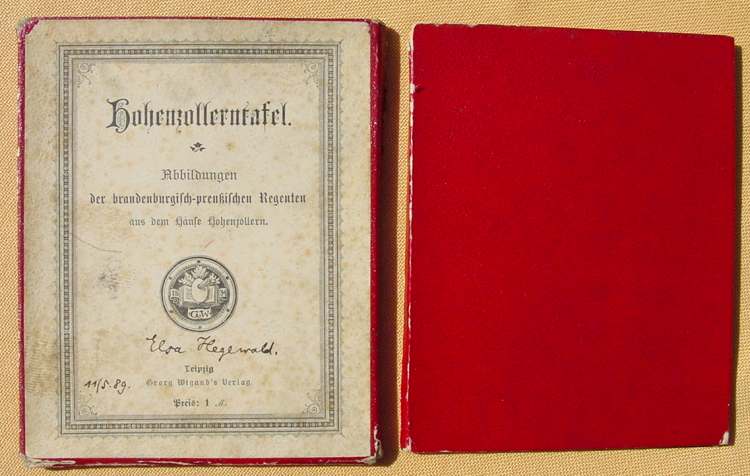 Hohenzollerntafel.
Abbildungen
der brandenburgisch-preußischen Regenten
aus dem Hause Hohenzollern.
G.W.
Elsa Hegewald.
Leipzig
11/5.89.
Georg Wigand's Verlag.
Preis: 1 M.